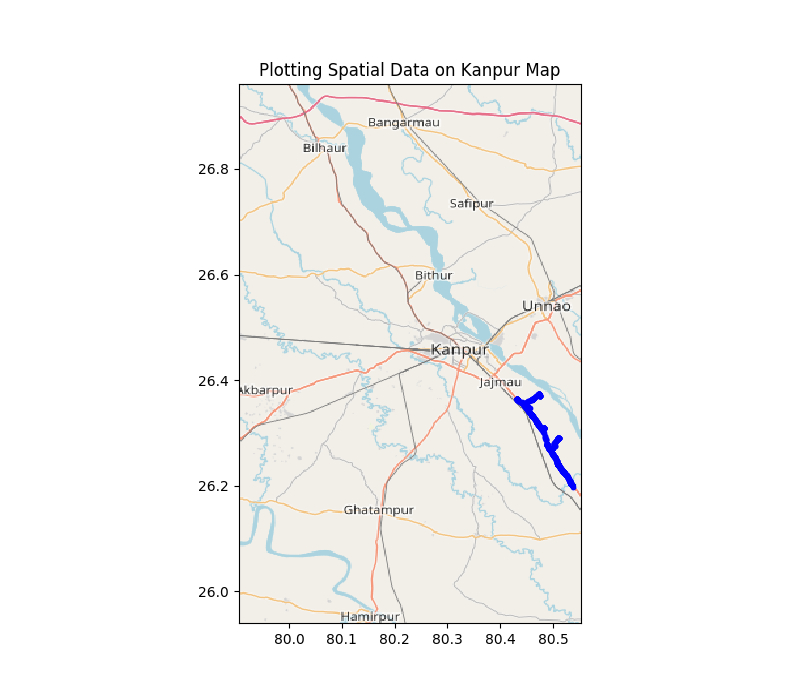 Plotting Spatial Data on Kanpur Map
Bangarmau
Bilhaur
26.8
Safipur
Bithur
26.6
Unnao
Kanpur
26.4
Jajmau
Akbarpur
26.2
Ghatampur
26.0
Hamirpur
80.0 80.1 80.2 80.3 80.4 80.5